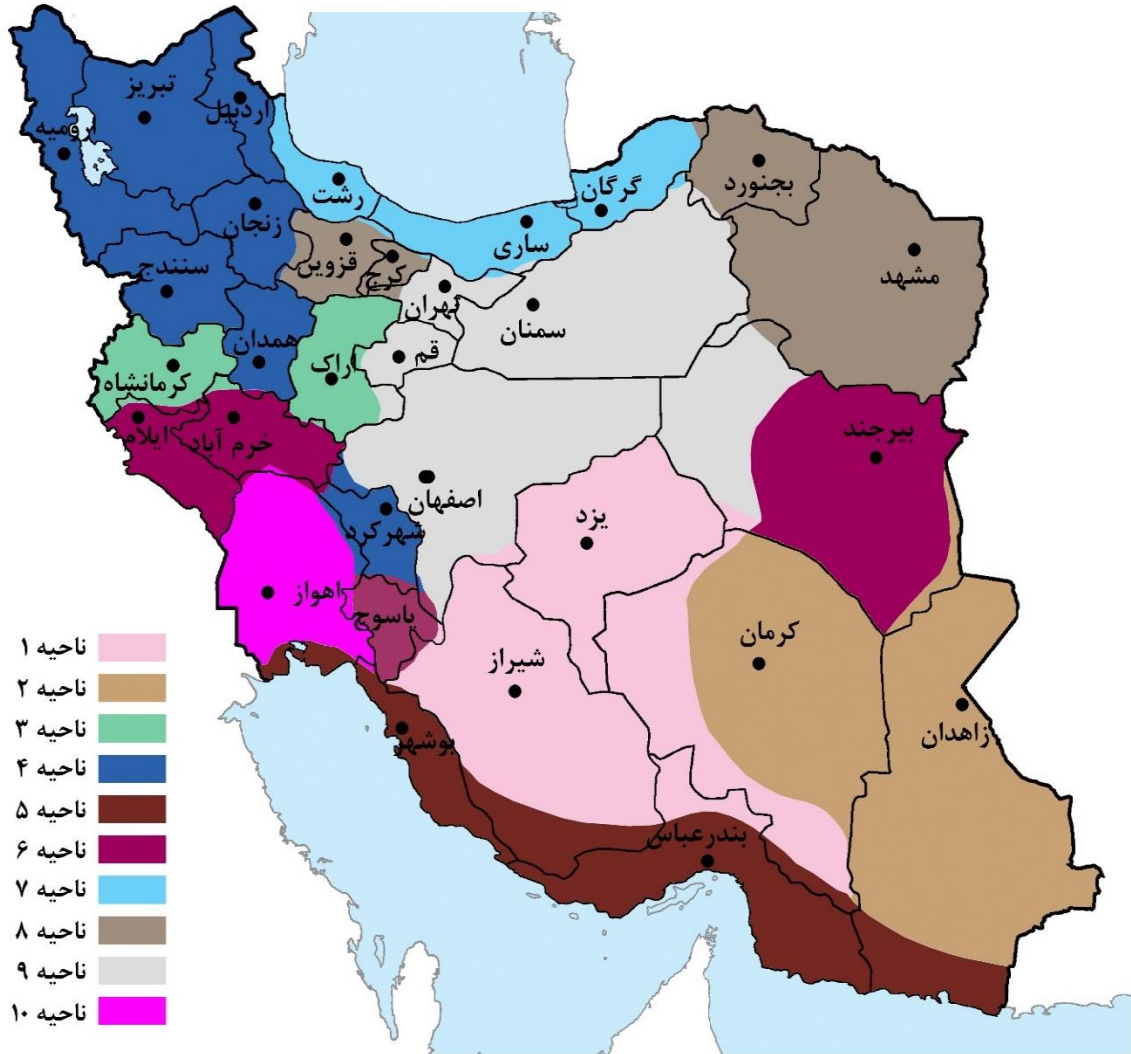 تبریز
اردبیل
ارومیه
رشت
گرگان
بجنورد
زنجان
ساری
قزوین
کرج
مشهد
سنندج
تهران
سمنان
همدان
قم
اراک
کرمانشاه
ایلام
خرم آباد
بیرجند
اصفهان
شهرکرد
یزد
اهواز
یاسوج
کرمان
شیراز
زاهدان
بوشهر
بندرعباس
ناحیه ۱
ناحیه ۲
ناحیه ۳
ناحیه ۴
ناحیه ۵
ناحیه ۶
ناحیه ۷
ناحیه ۸
ناحیه ۹
ناحیه ۱۰